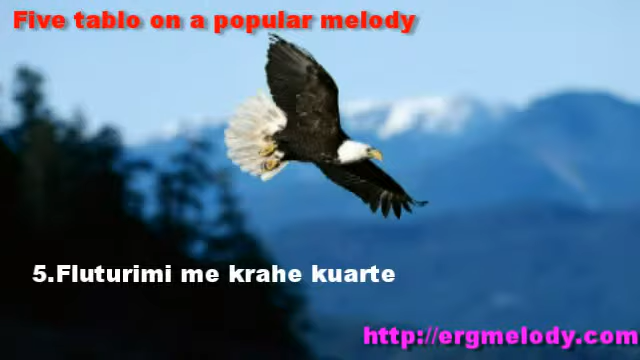 Five tablo on a popular melody
5.Fluturimi me krahe kuarte
http://ergmelody.com